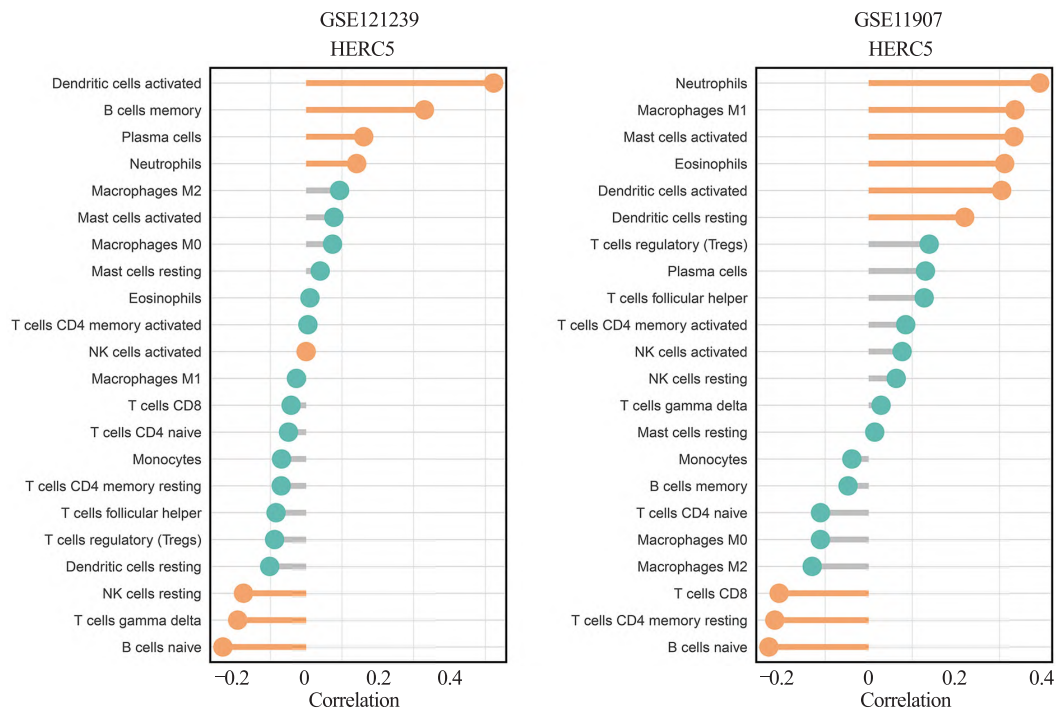 GSE121239
HERC5
Dendritic cells activated
B cells memory
Plasma cells
Neutrophils
Macrophages M2
Mast cells activated
Macrophages M0
Mast cells resting
Eosinophils
T cells CD4 memory activated
NK cells activated
Macrophages M1
T cells CD8
T cells CD4 naive
Monocytes
T cells CD4 memory resting
T cells follicular helper
T cells regulatory (Tregs)
Dendritic cells resting
NK cells resting
T cells gamma delta
B cells naive
−0.2 0 0.2 0.4
Correlation
GSE11907
HERC5
Neutrophils
Macrophages M1
Mast cells activated
Eosinophils
Dendritic cells activated
Dendritic cells resting
T cells regulatory (Tregs)
Plasma cells
T cells follicular helper
T cells CD4 memory activated
NK cells activated
NK cells resting
T cells gamma delta
Mast cells resting
Monocytes
B cells memory
T cells CD4 naive
Macrophages M0
Macrophages M2
T cells CD8
T cells CD4 memory resting
B cells naive
−0.2 0 0.2 0.4
Correlation